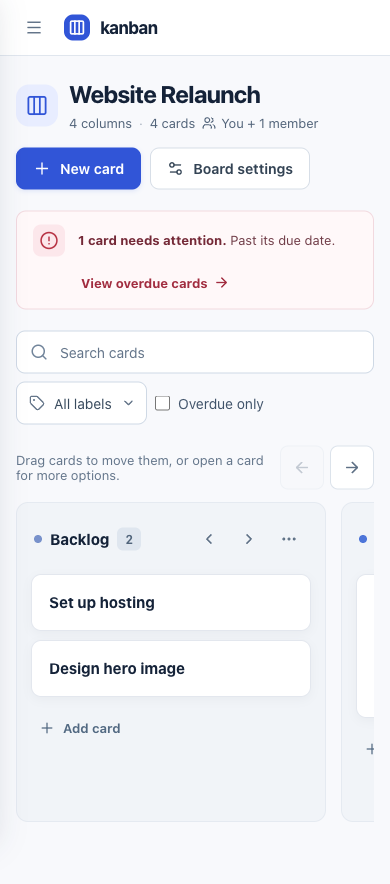 kanban
Website Relaunch
4 columns · 4 cards You + 1 member
New card
Board settings
1 card needs attention. Past its due date.
View overdue cards
Search cards
All labels
Overdue only
Drag cards to move them, or open a card
for more options.
Backlog 2
Set up hosting
Design hero image
Add card